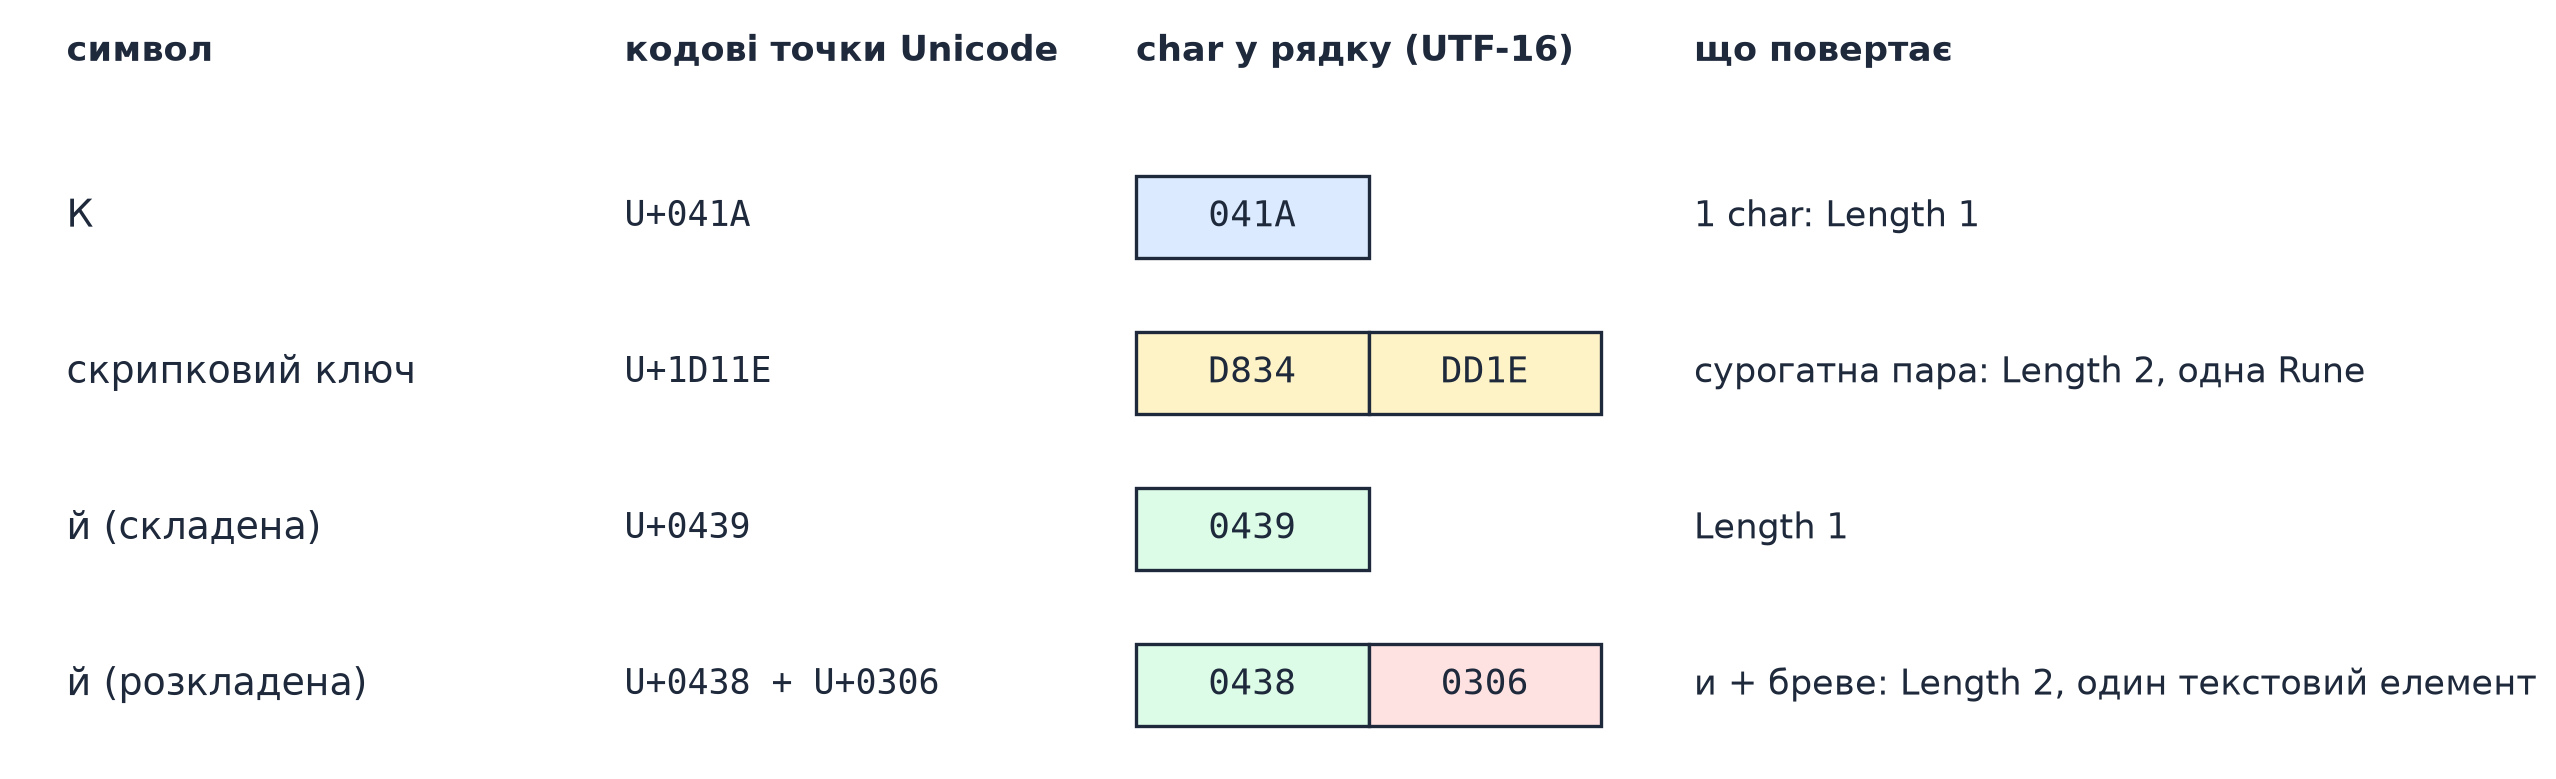 символ кодові точки Unicode char у рядку (UTF-16) що повертає
К U+041A 041A 1 char: Length 1
скрипковий ключ U+1D11E D834 DD1E сурогатна пара: Length 2, одна Rune
й (складена) U+0439 0439 Length 1
й (розкладена) U+0438 + U+0306 0438 0306 и + бреве: Length 2, один текстовий елемент